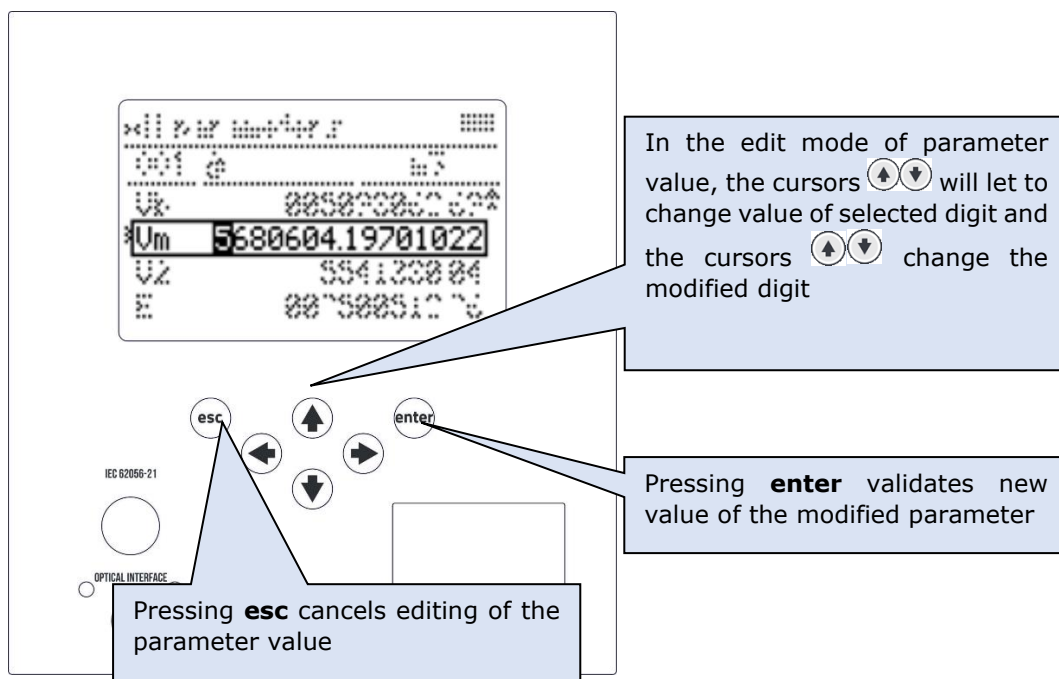 Vm 5680604.19701022
In the edit mode of parameter
value, the cursors will let to
change value of selected digit and
the cursors change the
modified digit
esc
enter
IEC 62056-21
Pressing enter validates new
value of the modified parameter
OPTICAL INTERFACE
Pressing esc cancels editing of the
parameter value